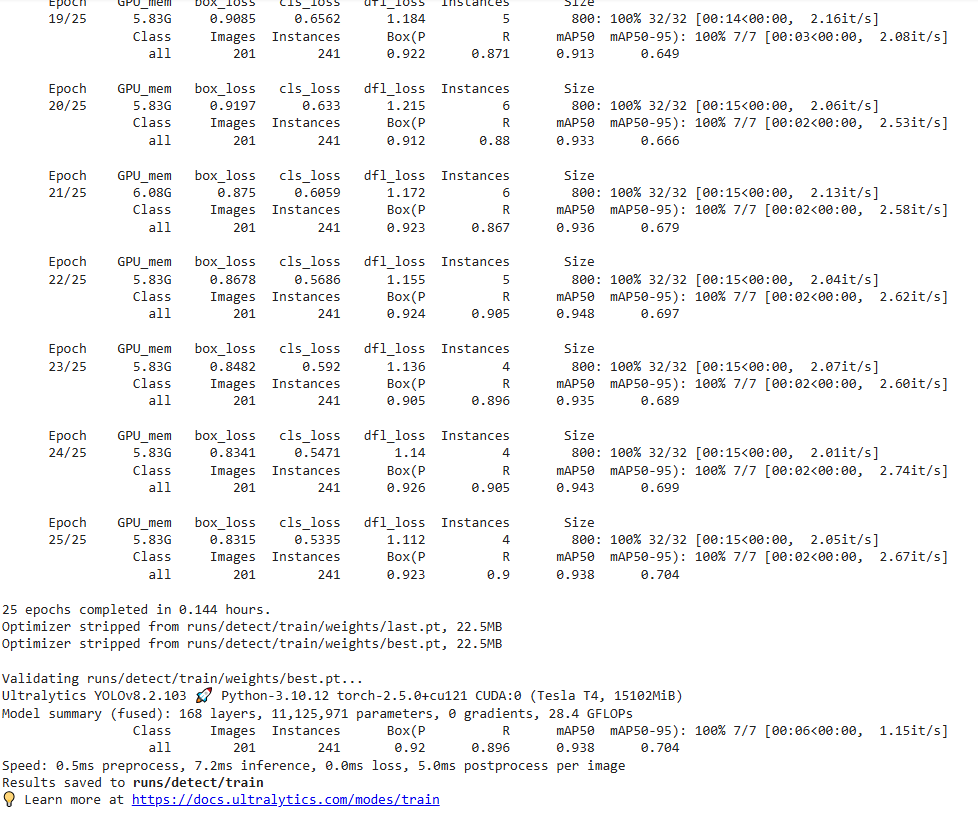 Epoch GPU_mem box_loss cls_loss dfl_loss Instances Size
19/25 5.83G 0.9085 0.6562 1.184 5 800: 100% 32/32 [00:14<00:00, 2.16it/s]
Class Images Instances Box(P R mAP50 mAP50-95): 100% 7/7 [00:03<00:00, 2.08it/s]
all 201 241 0.922 0.871 0.913 0.649
Epoch GPU_mem box_loss cls_loss dfl_loss Instances Size
20/25 5.83G 0.9197 0.633 1.215 6 800: 100% 32/32 [00:15<00:00, 2.06it/s]
Class Images Instances Box(P R mAP50 mAP50-95): 100% 7/7 [00:02<00:00, 2.53it/s]
all 201 241 0.912 0.88 0.933 0.666
Epoch GPU_mem box_loss cls_loss dfl_loss Instances Size
21/25 6.08G 0.875 0.6059 1.172 6 800: 100% 32/32 [00:15<00:00, 2.13it/s]
Class Images Instances Box(P R mAP50 mAP50-95): 100% 7/7 [00:02<00:00, 2.58it/s]
all 201 241 0.923 0.867 0.936 0.679
Epoch GPU_mem box_loss cls_loss dfl_loss Instances Size
22/25 5.83G 0.8678 0.5686 1.155 5 800: 100% 32/32 [00:15<00:00, 2.04it/s]
Class Images Instances Box(P R mAP50 mAP50-95): 100% 7/7 [00:02<00:00, 2.62it/s]
all 201 241 0.924 0.905 0.948 0.697
Epoch GPU_mem box_loss cls_loss dfl_loss Instances Size
23/25 5.83G 0.8482 0.592 1.136 4 800: 100% 32/32 [00:15<00:00, 2.07it/s]
Class Images Instances Box(P R mAP50 mAP50-95): 100% 7/7 [00:02<00:00, 2.60it/s]
all 201 241 0.905 0.896 0.935 0.689
Epoch GPU_mem box_loss cls_loss dfl_loss Instances Size
24/25 5.83G 0.8341 0.5471 1.14 4 800: 100% 32/32 [00:15<00:00, 2.01it/s]
Class Images Instances Box(P R mAP50 mAP50-95): 100% 7/7 [00:02<00:00, 2.74it/s]
all 201 241 0.926 0.905 0.943 0.699
Epoch GPU_mem box_loss cls_loss dfl_loss Instances Size
25/25 5.83G 0.8315 0.5335 1.112 4 800: 100% 32/32 [00:15<00:00, 2.05it/s]
Class Images Instances Box(P R mAP50 mAP50-95): 100% 7/7 [00:02<00:00, 2.67it/s]
all 201 241 0.923 0.9 0.938 0.704
25 epochs completed in 0.144 hours.
Optimizer stripped from runs/detect/train/weights/last.pt, 22.5MB
Optimizer stripped from runs/detect/train/weights/best.pt, 22.5MB
Validating runs/detect/train/weights/best.pt...
Ultralytics YOLOv8.2.103 🚀 Python-3.10.12 torch-2.5.0+cu121 CUDA:0 (Tesla T4, 15102MiB)
Model summary (fused): 168 layers, 11,125,971 parameters, 0 gradients, 28.4 GFLOPs
Class Images Instances Box(P R mAP50 mAP50-95): 100% 7/7 [00:06<00:00, 1.15it/s]
all 201 241 0.92 0.896 0.938 0.704
Speed: 0.5ms preprocess, 7.2ms inference, 0.0ms loss, 5.0ms postprocess per image
Results saved to runs/detect/train
💡 Learn more at https://docs.ultralytics.com/modes/train